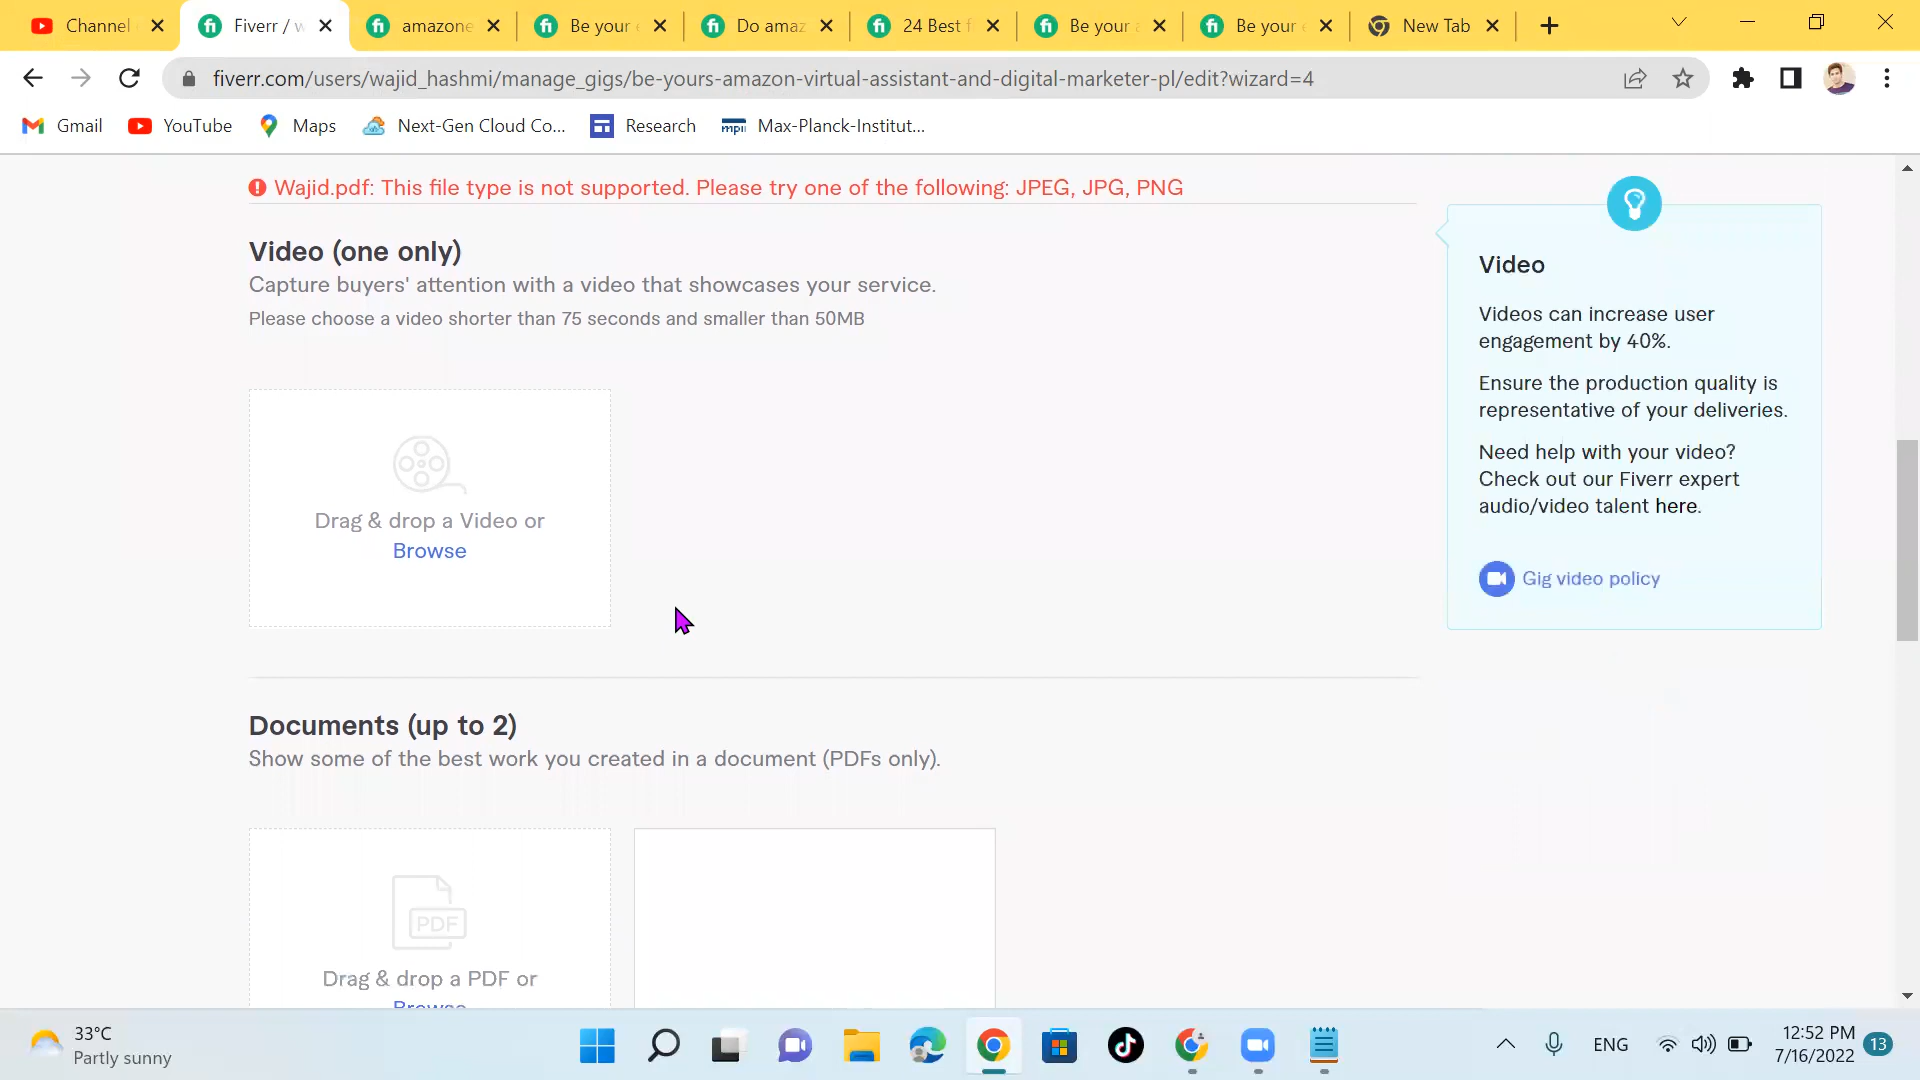 Channel
Fiverr / w
amazone
Be your
Do amaz
24 Best f
Be your a
Be your e
New Tab
fiverr.com/users/wajid_hashmi/manage_gigs/be-yours-amazon-virtual-assistant-and-digital-marketer-pl/edit?wizard=4
Gmail
YouTube
Maps
Next-Gen Cloud Co...
Research
mpii
Max-Planck-Institut...
Wajid.pdf: This file type is not supported. Please try one of the following: JPEG, JPG, PNG
Video (one only)
Capture buyers' attention with a video that showcases your service.
Please choose a video shorter than 75 seconds and smaller than 50MB
Drag & drop a Video or
Browse
Video
Videos can increase user
engagement by 40%.
Ensure the production quality is
representative of your deliveries.
Need help with your video?
Check out our Fiverr expert
audio/video talent here.
Gig video policy
Documents (up to 2)
Show some of the best work you created in a document (PDFs only).
PDF
Drag & drop a PDF or
Browse
33°C
Partly sunny
ENG
12:52 PM
7/16/2022
13